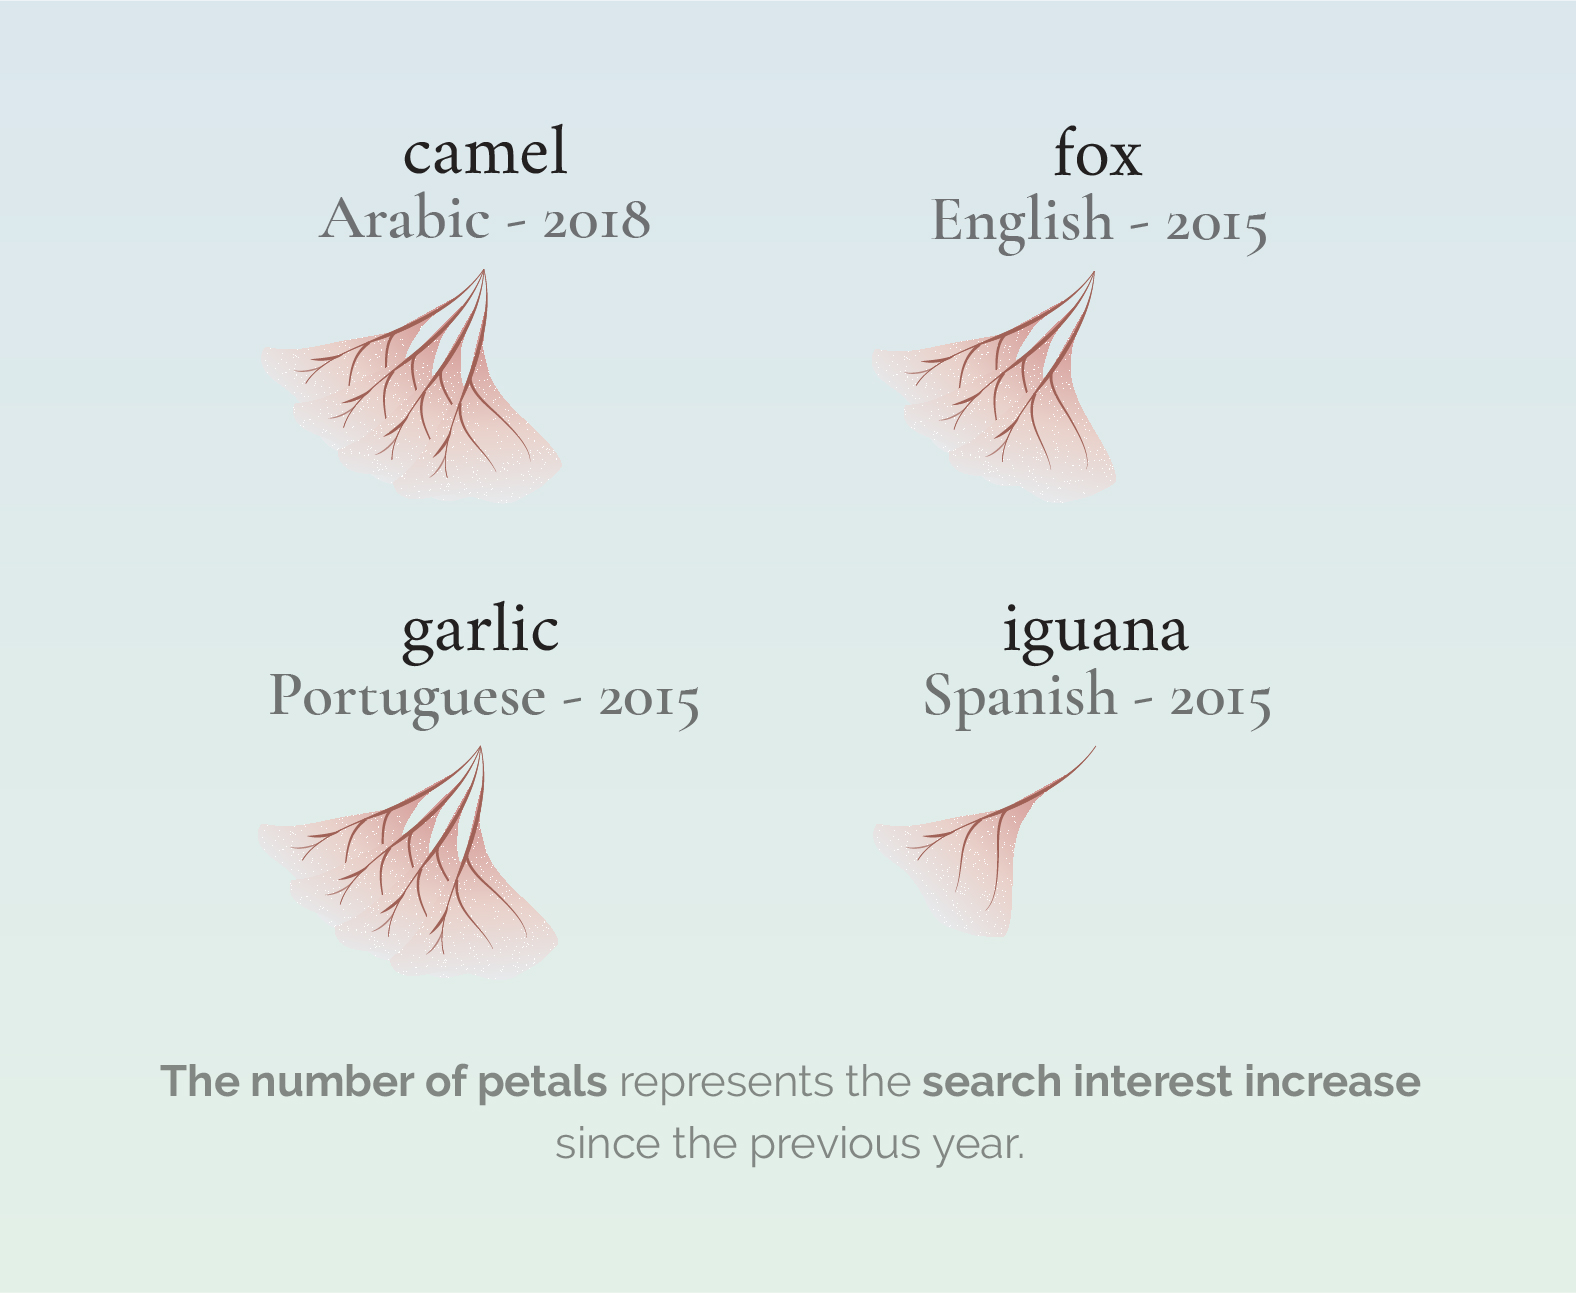 camel
Arabic - 2018
fox
English - 2015
garlic
Portuguese - 2015
iguana
Spanish - 2015
The number of petals represents the search interest increase
since the previous year.